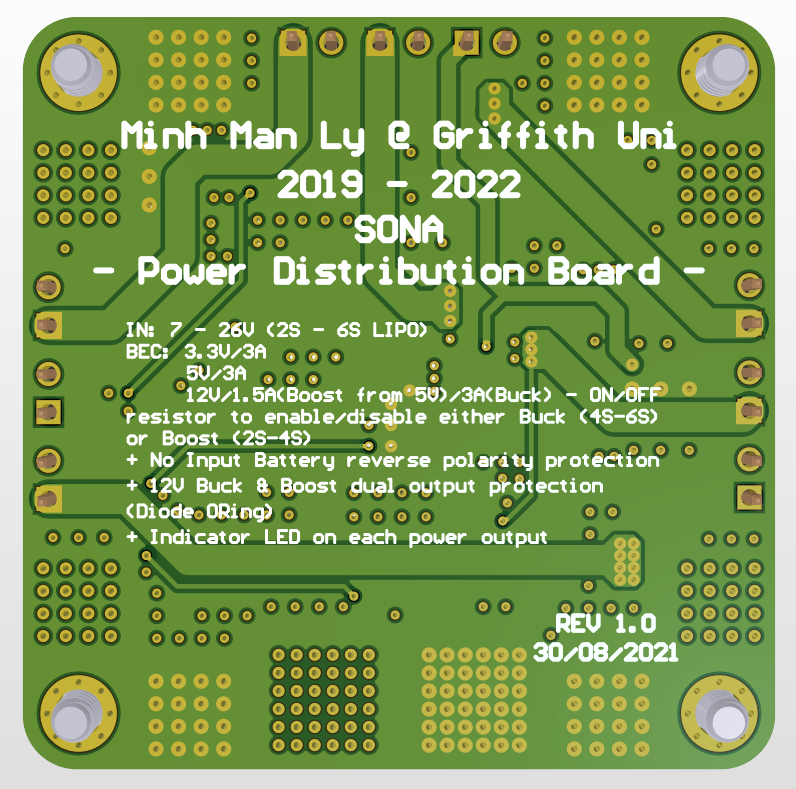 Minh Man Ly @ Griffith Uni
2019 - 2022
SONA
- Power Distribution Board -
IN: 7 - 26V (2S - 6S LIPO)
BEC: 3.3V/3A
5V/3A
12V/1.5A(Boost from 5V)/3A(Buck) - ON/OFF
resistor to enable/disable either Buck (4S-6S)
or Boost (2S-4S)
+ No Input Battery reverse polarity protection
+ 12V Buck & Boost dual output protection
(Diode ORing)
+ Indicator LED on each power output
REV 1.0
30/08/2021